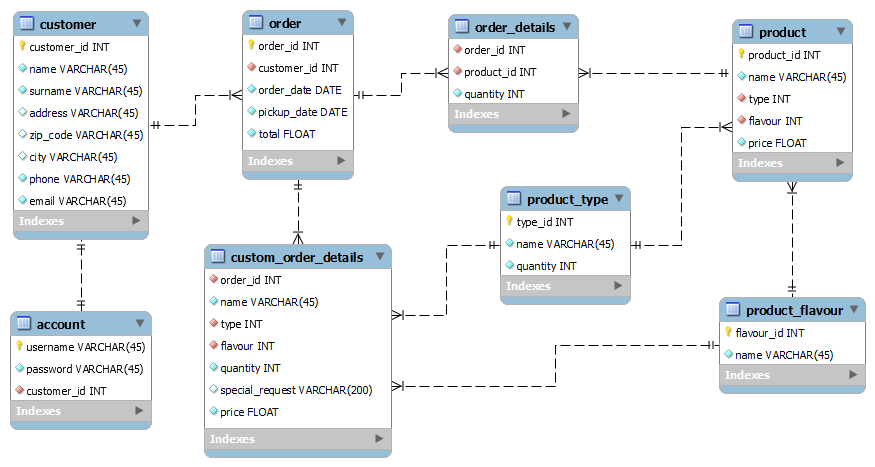 customer
customer_id INT
name VARCHAR(45)
surname VARCHAR(45)
address VARCHAR(45)
zip_code VARCHAR(45)
city VARCHAR(45)
phone VARCHAR(45)
email VARCHAR(45)
Indexes
order
order_id INT
customer_id INT
order_date DATE
pickup_date DATE
total FLOAT
Indexes
order_details
order_id INT
product_id INT
quantity INT
Indexes
product
product_id INT
name VARCHAR(45)
type INT
flavour INT
price FLOAT
Indexes
product_type
type_id INT
name VARCHAR(45)
quantity INT
Indexes
custom_order_details
order_id INT
name VARCHAR(45)
type INT
flavour INT
quantity INT
special_request VARCHAR(200)
price FLOAT
Indexes
account
username VARCHAR(45)
password VARCHAR(45)
customer_id INT
Indexes
product_flavour
flavour_id INT
name VARCHAR(45)
Indexes